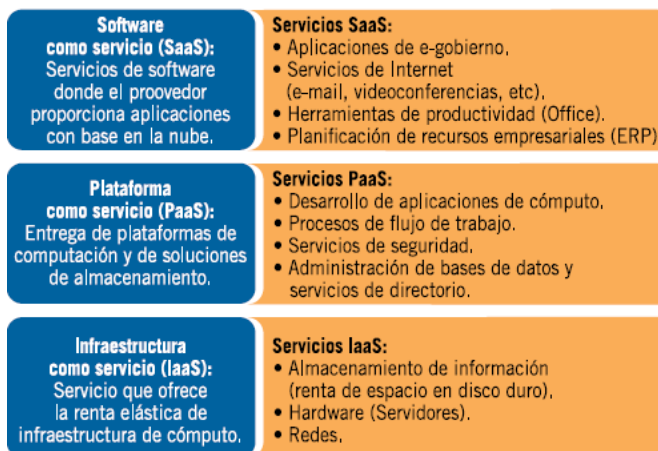 Software
como servicio (SaaS):
Servicios de software
donde el proovedor
proporciona aplicaciones
con base en la nube.
Servicios SaaS:
• Aplicaciones de e-gobierno.
• Servicios de Internet
(e-mail, videoconferencias, etc).
• Herramientas de productividad (Office).
• Planificación de recursos empresariales (ERP)
Plataforma
como servicio (PaaS):
Entrega de plataformas de
computación y de soluciones
de almacenamiento.
Servicios PaaS:
• Desarrollo de aplicaciones de cómputo.
• Procesos de flujo de trabajo.
• Servicios de seguridad.
• Administración de bases de datos y
servicios de directorio.
Infraestructura
como servicio (IaaS):
Servicio que ofrece
la renta elástica de
infraestructura de cómputo.
Servicios IaaS:
• Almacenamiento de información
(renta de espacio en disco duro).
• Hardware (Servidores).
• Redes.